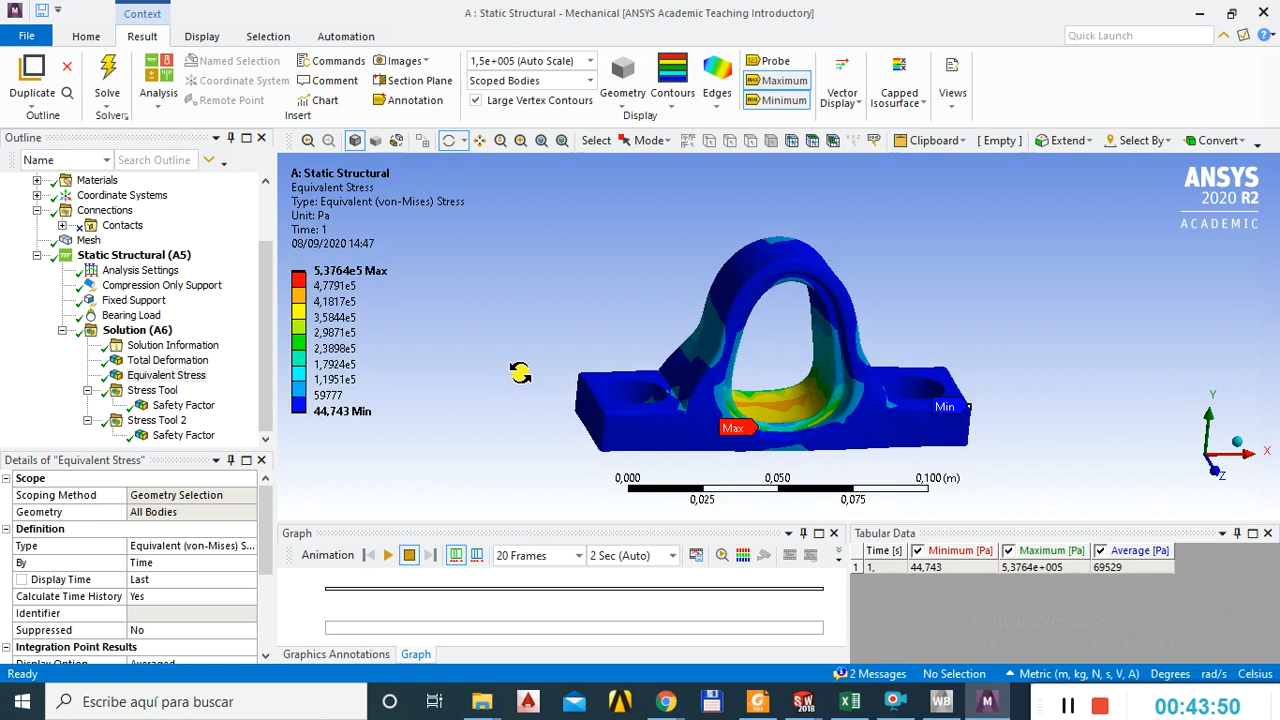 Context
A : Static Structural - Mechanical [ANSYS Academic Teaching Introductory]
File
Home
Result
Display
Selection
Automation
Quick Launch
Duplicate
Outline
Solve
Solver
Analysis
Named Selection
Coordinate System
Remote Point
Commands
Comment
Chart
Images
Section Plane
Annotation
Insert
1,5e+005 (Auto Scale)
Scoped Bodies
Large Vertex Contours
Geometry
Contours
Edges
Probe
Maximum
Minimum
Display
Vector Display
Capped Isosurface
Views
Outline
Name
Search Outline
Select
Mode
Clipboard
[ Empty ]
Extend
Select By
Convert
Materials
Coordinate Systems
Connections
Contacts
Mesh
Static Structural (A5)
Analysis Settings
Compression Only Support
Fixed Support
Bearing Load
Solution (A6)
Solution Information
Total Deformation
Equivalent Stress
Stress Tool
Safety Factor
Stress Tool 2
Safety Factor
A: Static Structural
Equivalent Stress
Type: Equivalent (von-Mises) Stress
Unit: Pa
Time: 1
08/09/2020 14:47
5,3764e5 Max
4,7791e5
4,1817e5
3,5844e5
2,9871e5
2,3898e5
1,7924e5
1,1951e5
59777
44,743 Min
ANSYS
2020 R2
ACADEMIC
Max
Min
0,000
0,050
0,100 (m)
0,025
0,075
Y
X
Z
Details of "Equivalent Stress"
Scope
Scoping Method Geometry Selection
Geometry All Bodies
Definition
Type Equivalent (von-Mises) S...
By Time
Display Time Last
Calculate Time History Yes
Identifier
Suppressed No
Integration Point Results
Display Option Averaged
Graph
Animation
20 Frames
2 Sec (Auto)
Graphics Annotations
Graph
Tabular Data
Time [s] Minimum [Pa] Maximum [Pa] Average [Pa]
1 1, 44,743 5,3764e+005 69529
Activar Windows
Ve a Configuración para activar Windows.
Ready
2 Messages
No Selection
Metric (m, kg, N, s, V, A)
Degrees
rad/s
Celsius
Escribe aquí para buscar
00:43:50